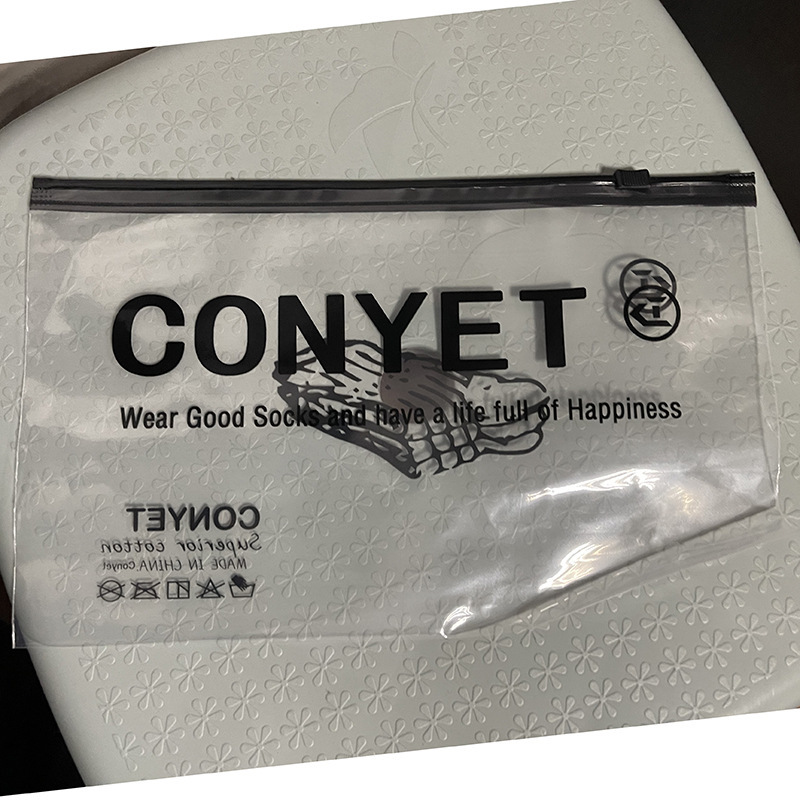 CONYET
Wear Good Socks and have a life full of Happiness
CONYET
Superior cotton
MADE IN CHINA.Conyet